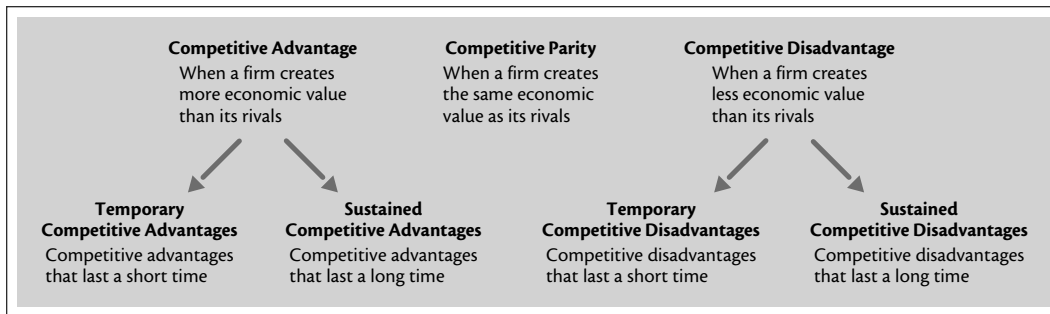 Competitive Advantage
When a firm creates
more economic value
than its rivals
Competitive Parity
When a firm creates
the same economic
value as its rivals
Competitive Disadvantage
When a firm creates
less economic value
than its rivals
Temporary
Competitive Advantages
Competitive advantages
that last a short time
Sustained
Competitive Advantages
Competitive advantages
that last a long time
Temporary
Competitive Disadvantages
Competitive disadvantages
that last a short time
Sustained
Competitive Disadvantages
Competitive disadvantages
that last a long time